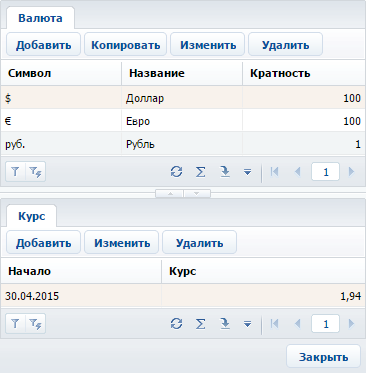 Валюта
Добавить Копировать Изменить Удалить
Символ Название Кратность
$ Доллар 100
€ Евро 100
руб. Рубль 1
1
Курс
Добавить Изменить Удалить
Начало Курс
30.04.2015 1,94
1
Закрыть